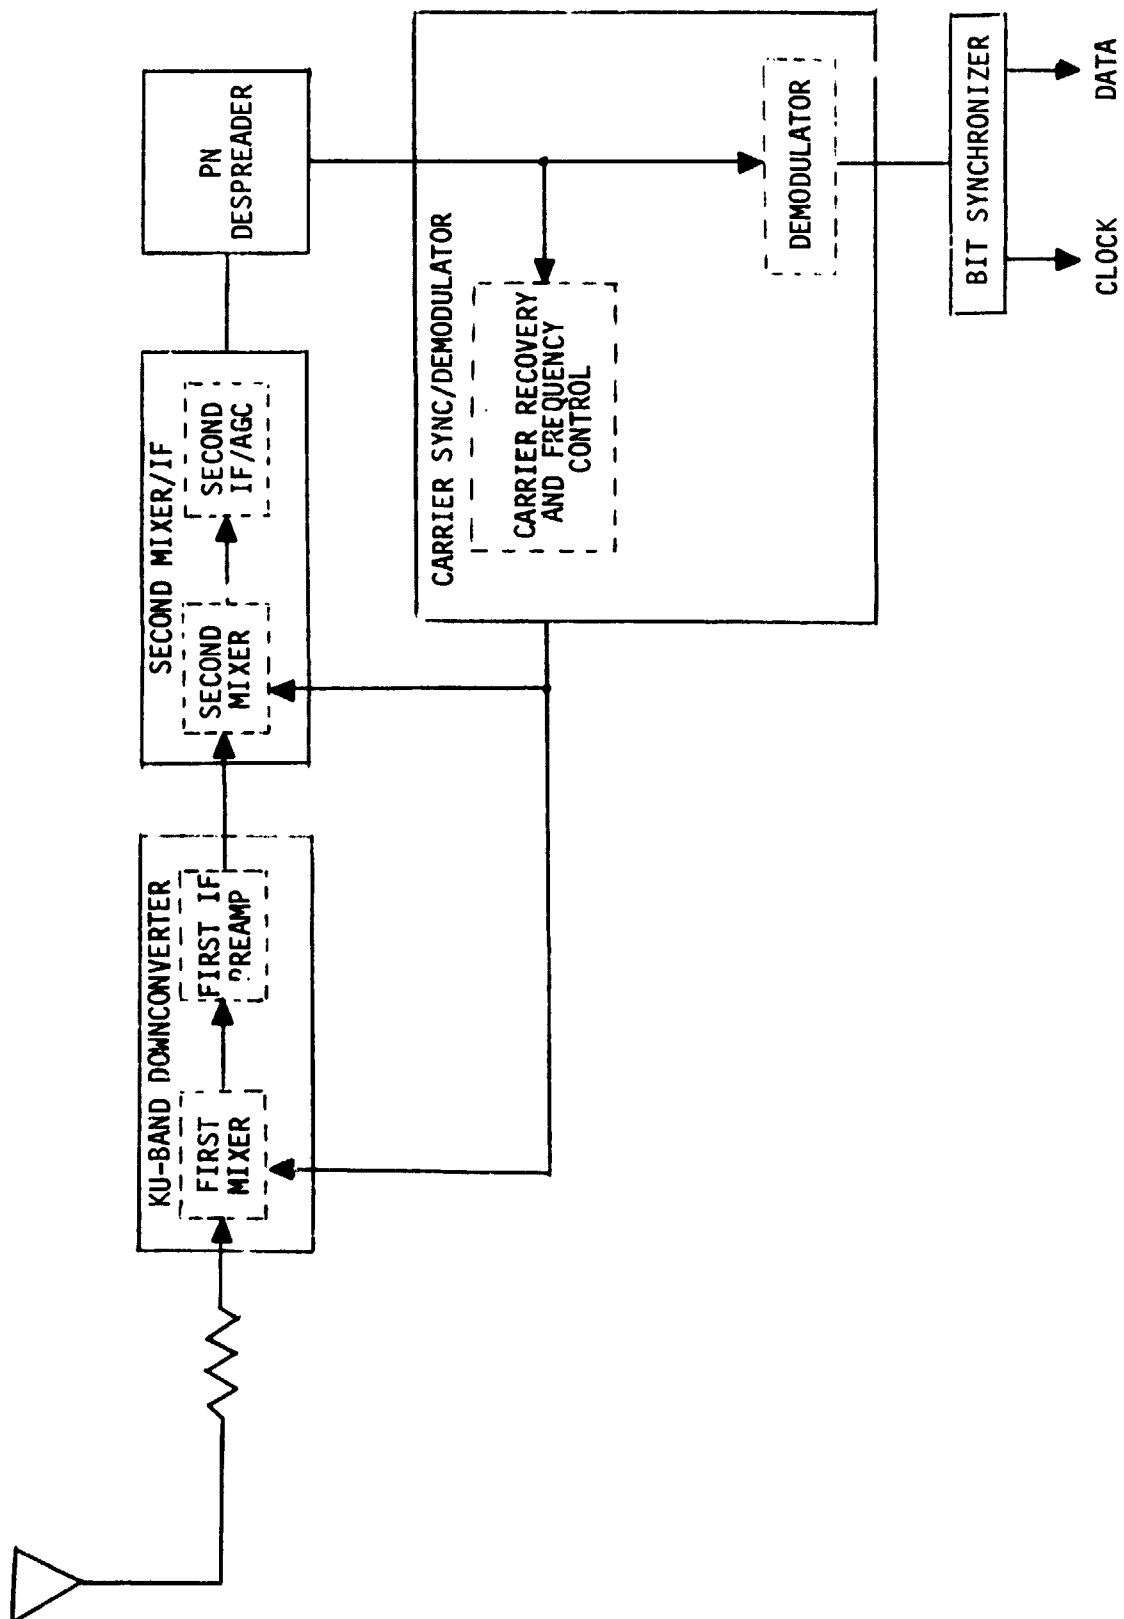 KU-BAND DOWNCONVERTER
FIRST
MIXER
FIRST IF
PREAMP
SECOND MIXER/IF
SECOND
MIXER
SECOND
IF/AGC
PN
DESPREADER
CARRIER SYNC/DEMODULATOR
CARRIER RECOVERY
AND FREQUENCY
CONTROL
DEMODULATOR
BIT SYNCHRONIZER
CLOCK
DATA